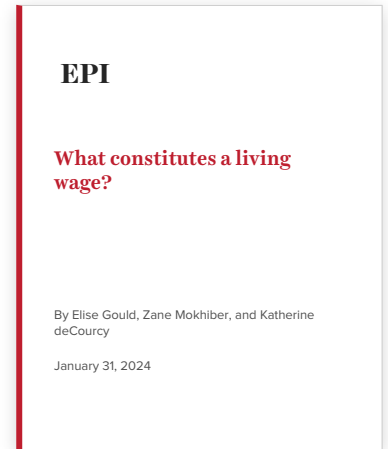 EPI
What constitutes a living
wage?
By Elise Gould, Zane Mokhiber, and Katherine
deCourcy
January 31, 2024